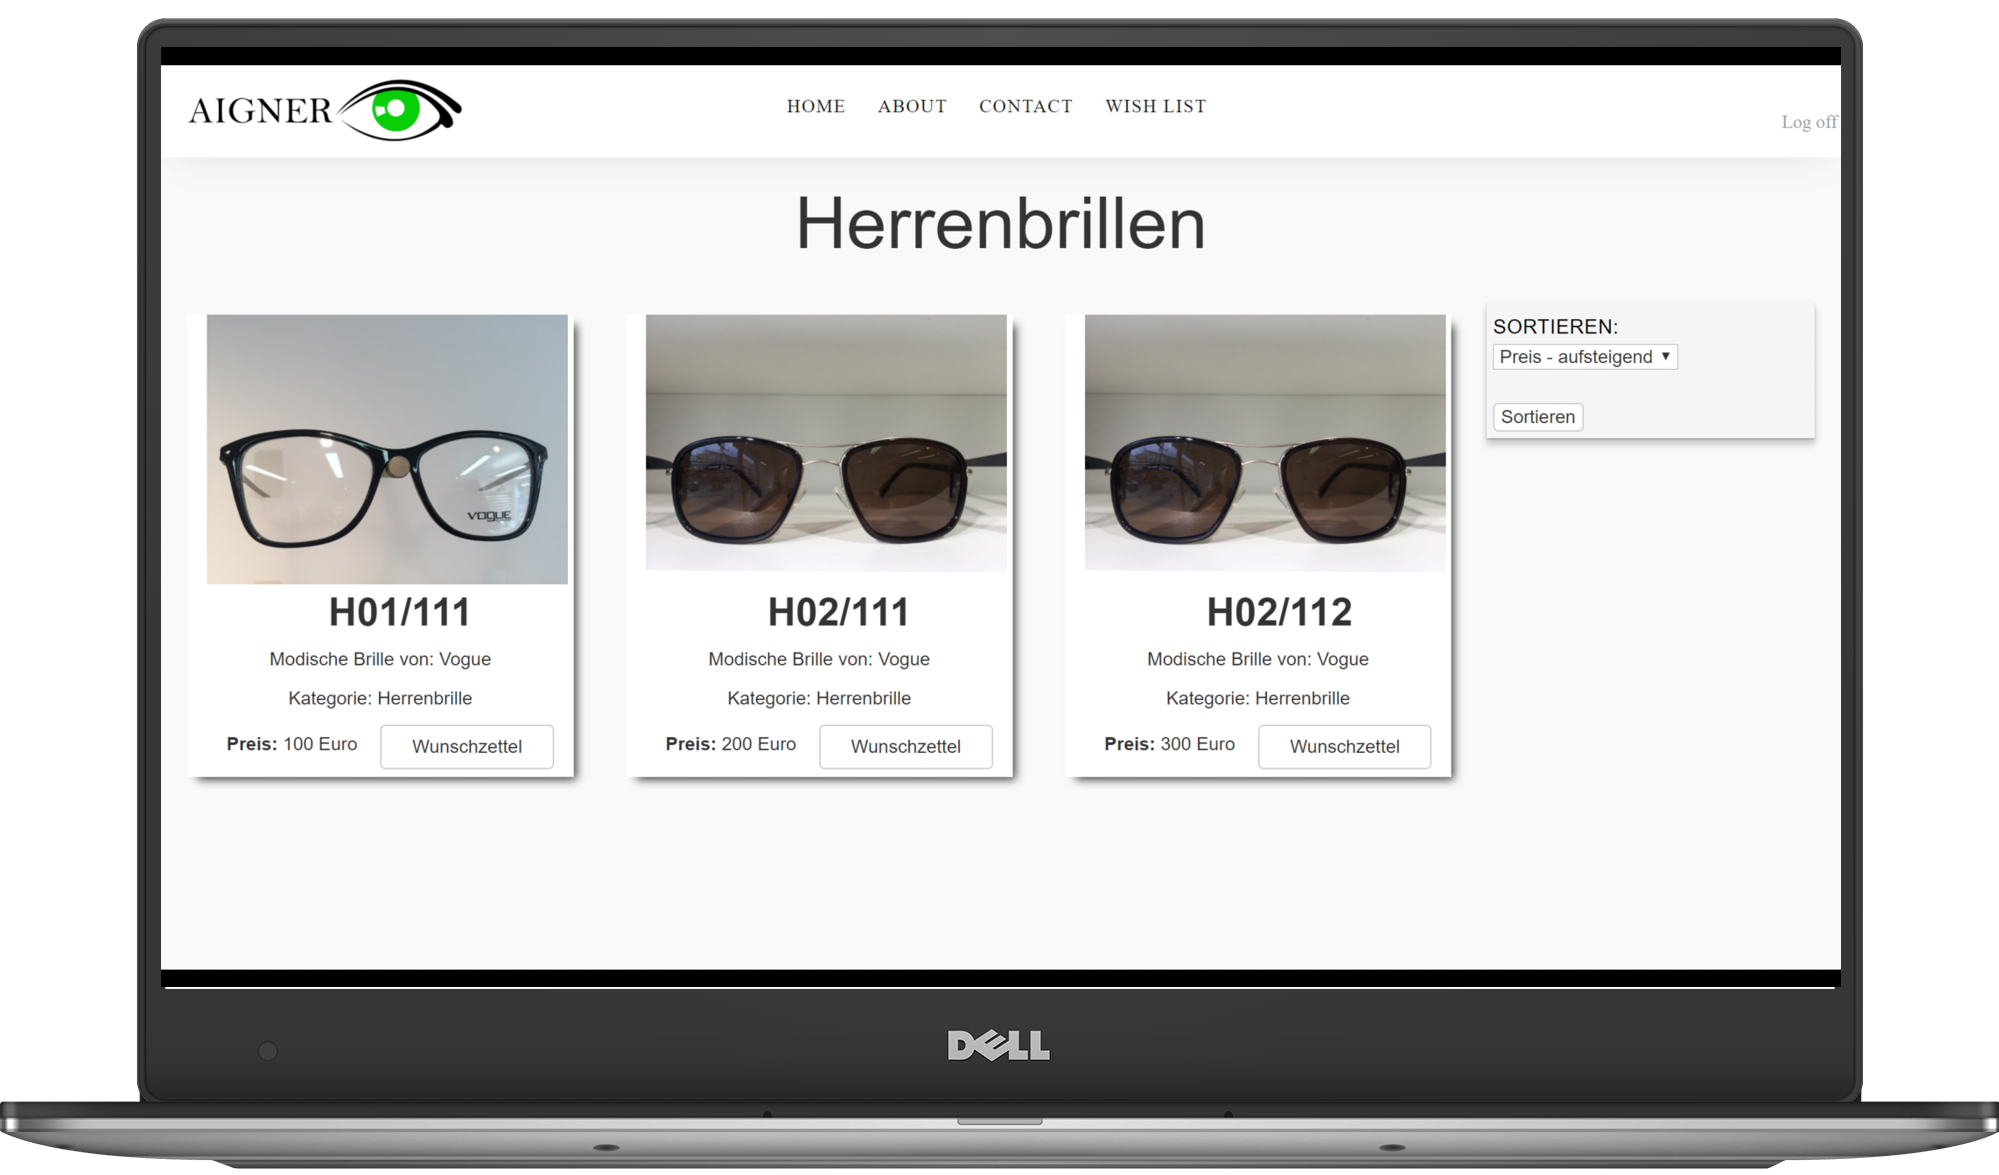 AIGNER
HOME ABOUT CONTACT WISH LIST
Log off
Herrenbrillen
SORTIEREN:
Preis - aufsteigend
Sortieren
VOGUE
H01/111
Modische Brille von: Vogue
Kategorie: Herrenbrille
Preis: 100 Euro Wunschzettel
H02/111
Modische Brille von: Vogue
Kategorie: Herrenbrille
Preis: 200 Euro Wunschzettel
H02/112
Modische Brille von: Vogue
Kategorie: Herrenbrille
Preis: 300 Euro Wunschzettel
DELL